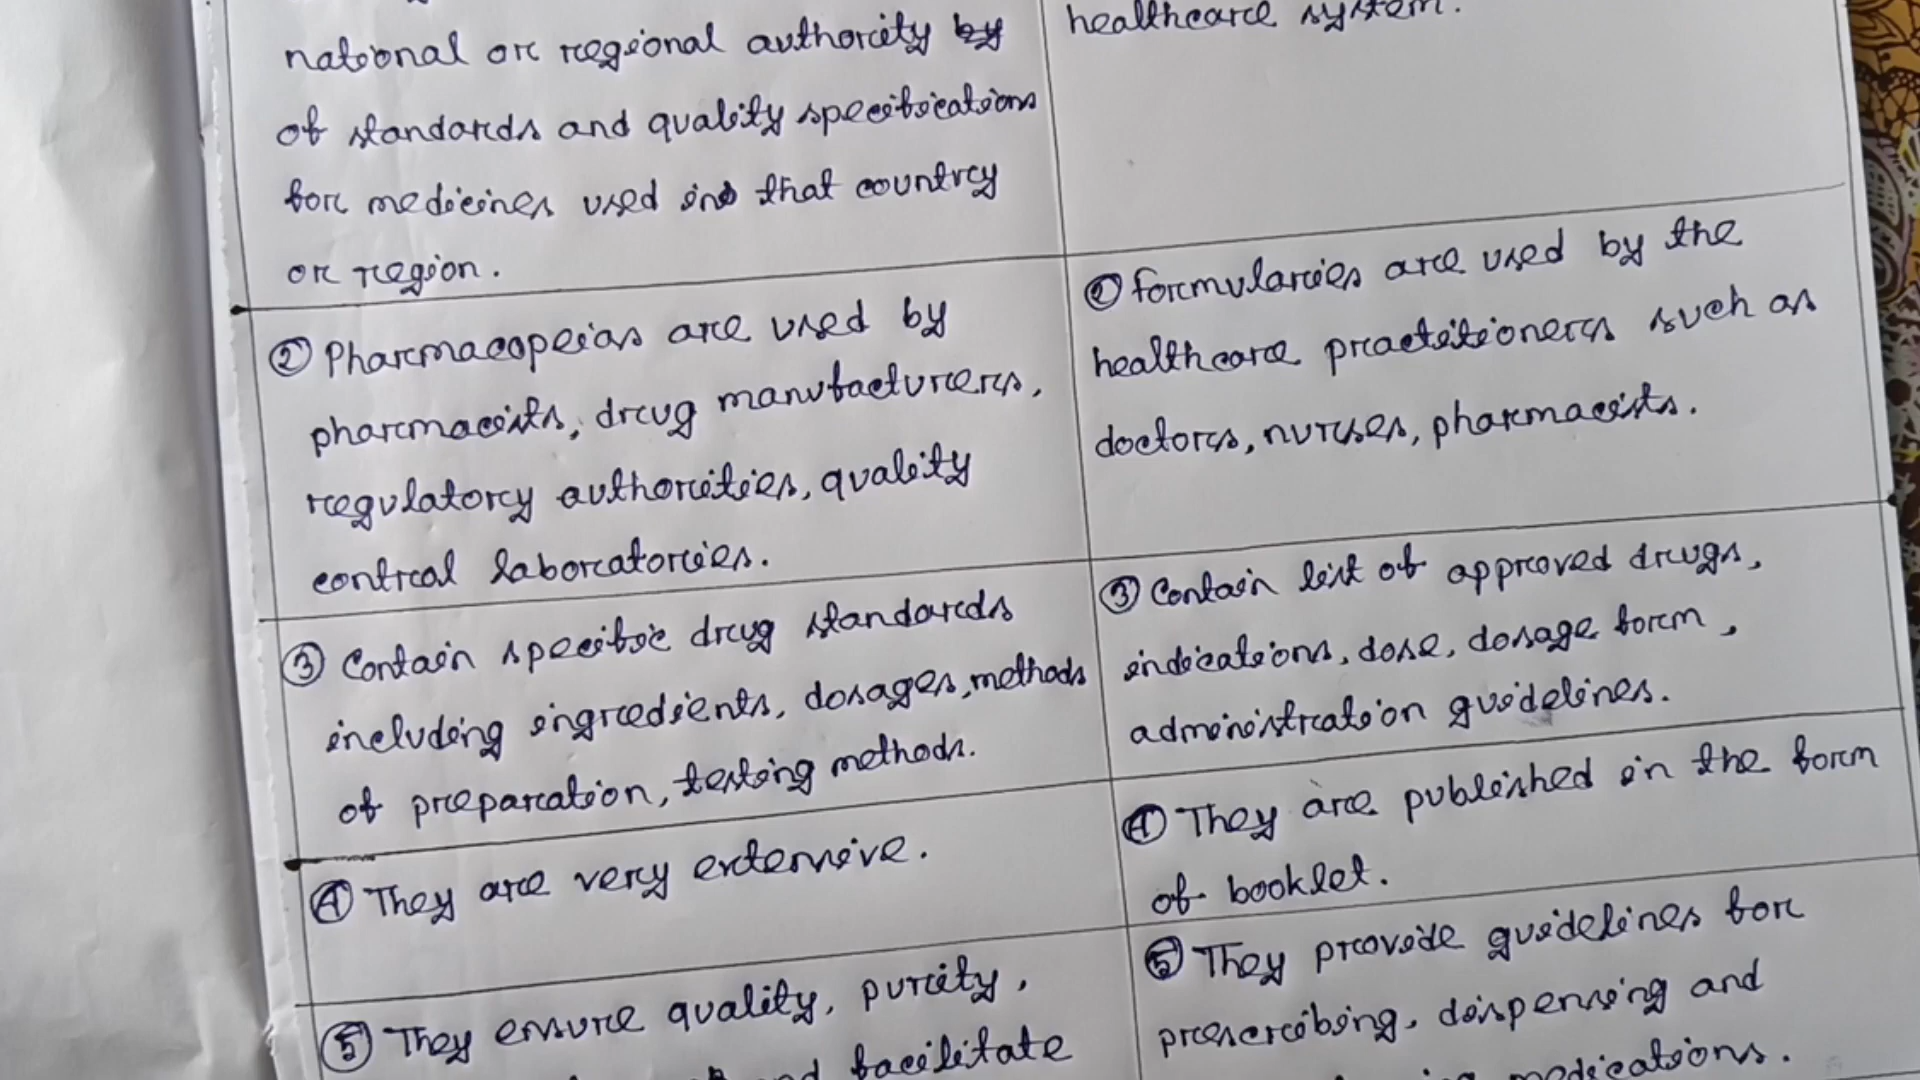 national or regional authority by
of standards and quality specifications
for medicines used in that country
or region.
healthcare system.
② Pharmacopeias are used by
pharmacists, drug manufacturers,
regulatory authorities, quality
control laboratories.
② Formularies are used by the
healthcare practitioners such as
doctors, nurses, pharmacists.
③ Contain specific drug standards
including ingredients, dosages, methods
of preparation, testing methods.
③ Contain list of approved drugs,
indications, dose, dosage form,
administration guidelines.
④ They are very extensive.
④ They are published in the form
of booklet.
⑤ They ensure quality, purity,
and facilitate
⑤ They provide guidelines for
prescribing, dispensing and
medications.